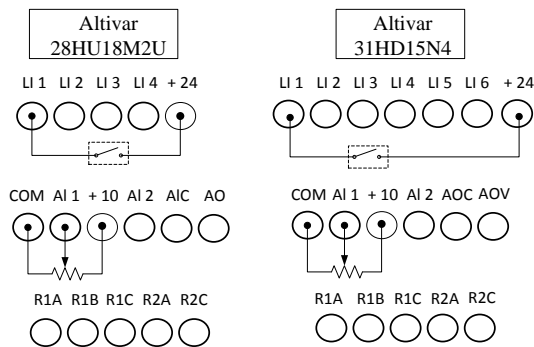 Altivar
28HU18M2U
LI 1 LI 2 LI 3 LI 4 + 24
COM AI 1 + 10 AI 2 AIC AO
R1A R1B R1C R2A R2C
Altivar
31HD15N4
LI 1 LI 2 LI 3 LI 4 LI 5 LI 6 + 24
COM AI 1 + 10 AI 2 AOC AOV
R1A R1B R1C R2A R2C